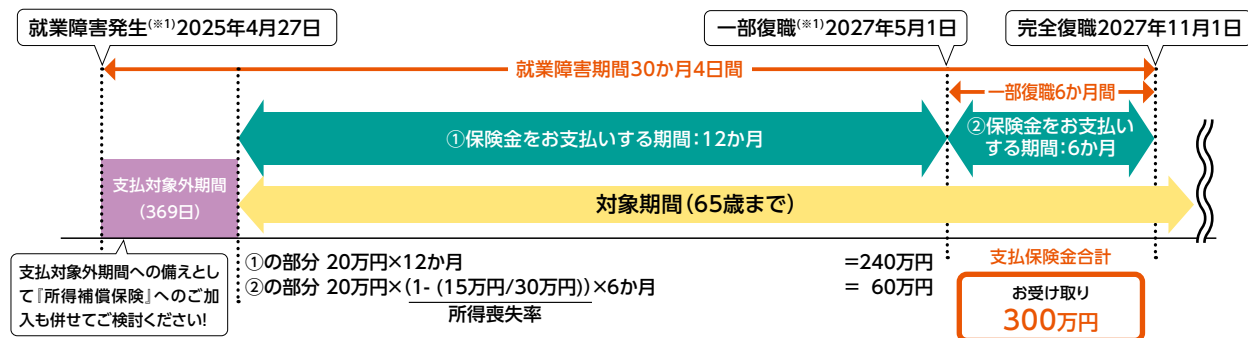 就業障害発生(※1)2025年4月27日
一部復職(※1)2027年5月1日
完全復職2027年11月1日
就業障害期間30か月4日間
一部復職6か月間
①保険金をお支払いする期間：12か月
②保険金をお支払い
する期間：6か月
支払対象外期間
(369日)
対象期間(65歳まで)
支払対象外期間への備えとし
て『所得補償保険』へのご加
入も併せてご検討ください!
①の部分 20万円×12か月 =240万円
②の部分 20万円×(1- (15万円/30万円))×6か月 = 60万円
所得喪失率
支払保険金合計
お受け取り
300万円